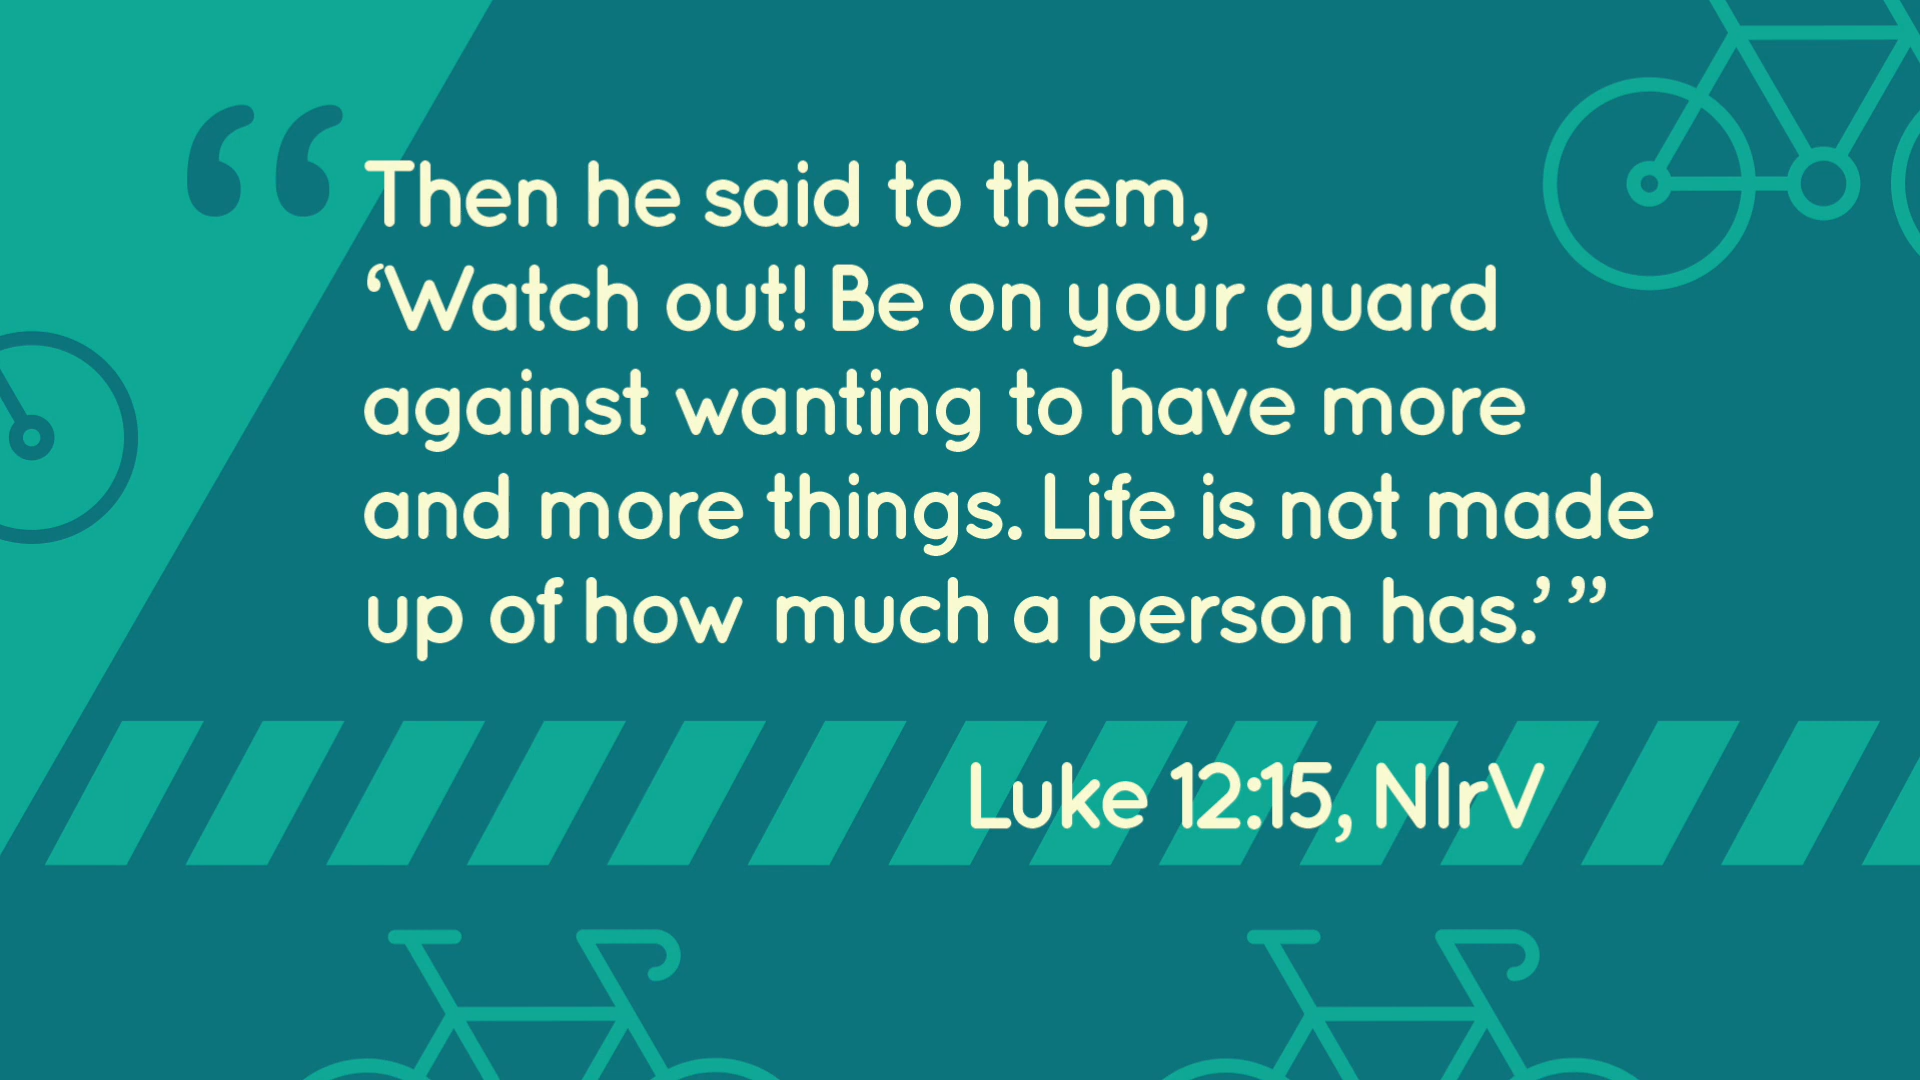 “Then he said to them,
‘Watch out! Be on your guard
against wanting to have more
and more things. Life is not made
up of how much a person has.’ ”
Luke 12:15, NIrV